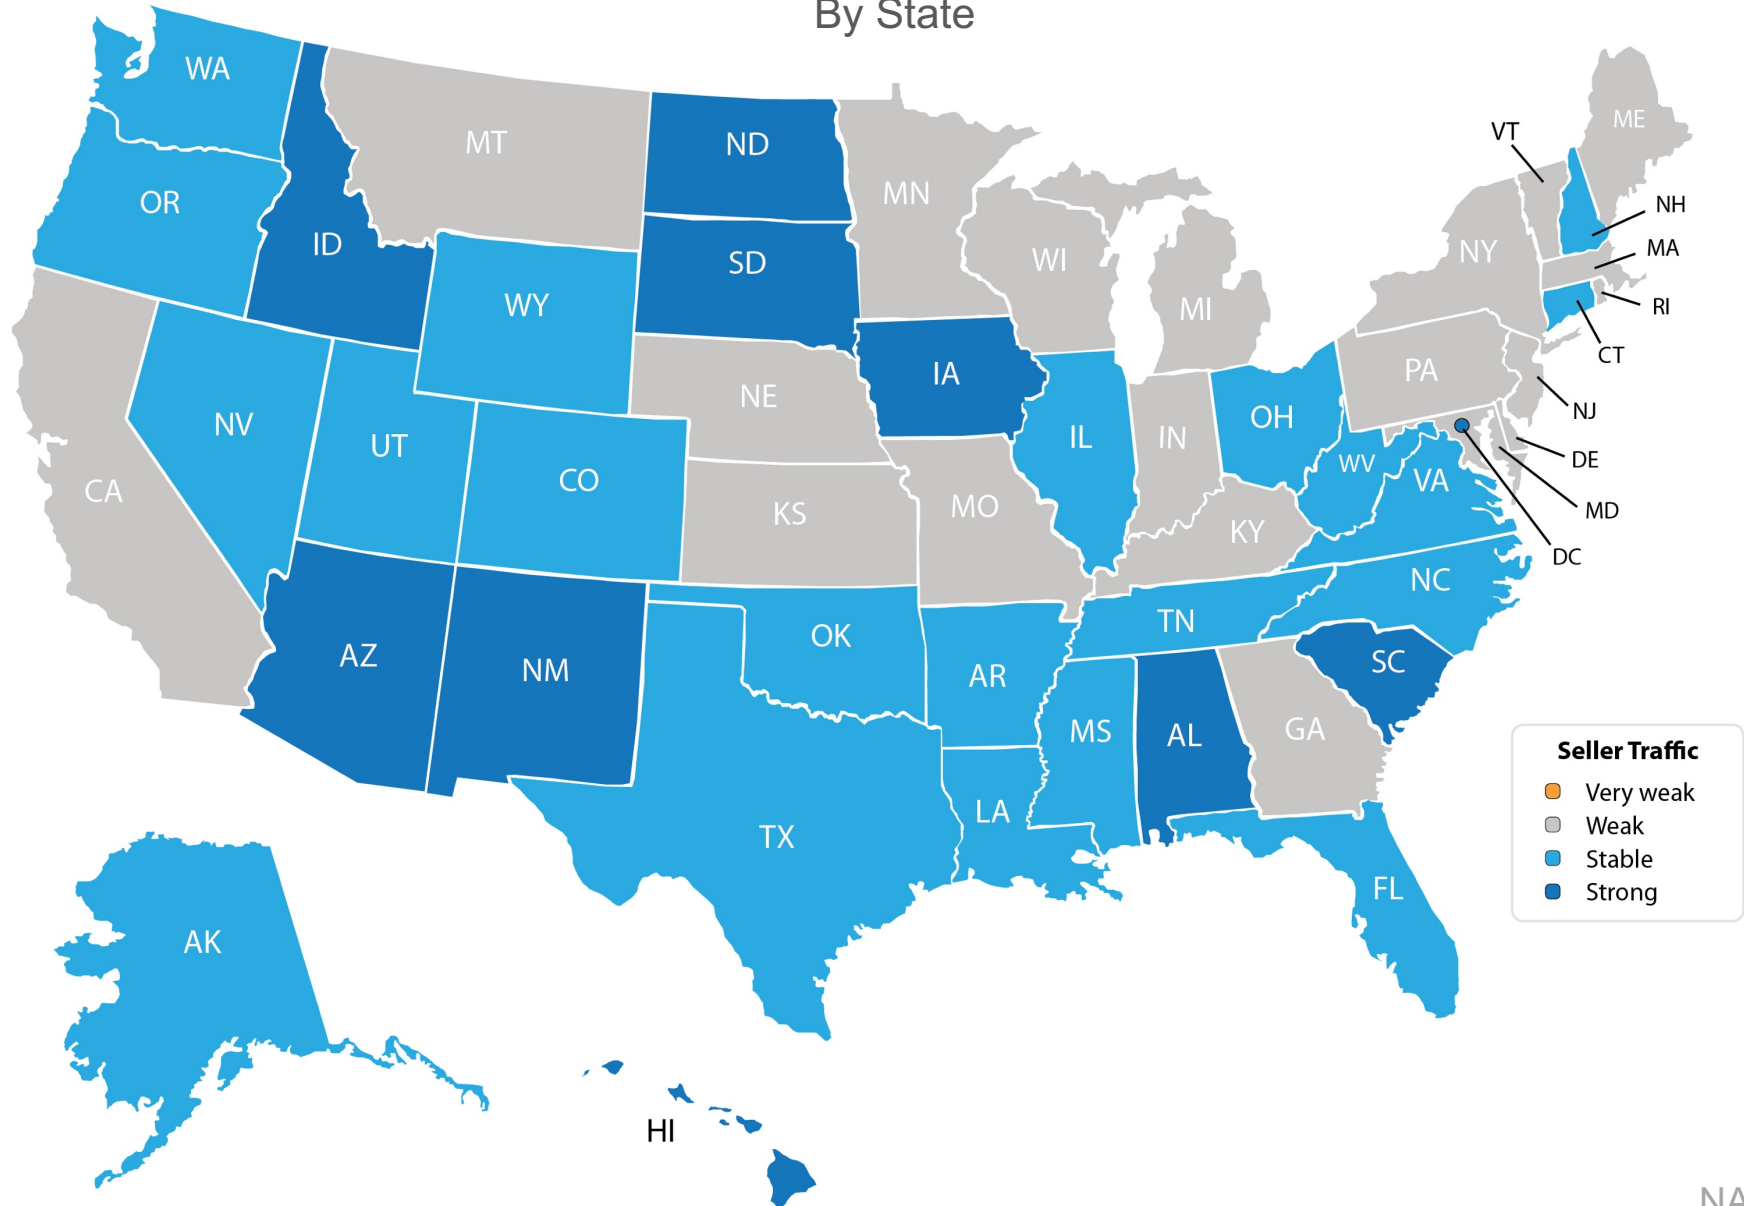 By State
WA
MT
ND
MN
ME
VT
OR
ID
SD
WI
NY
NH
MA
WY
MI
RI
CT
IA
PA
NE
NJ
NV
UT
CO
IL
IN
OH
WV
VA
DE
CA
KS
MO
KY
MD
DC
NC
TN
AZ
NM
OK
AR
SC
MS
AL
GA
LA
TX
FL
Seller Traffic
Very weak
Weak
Stable
Strong
AK
HI
NA